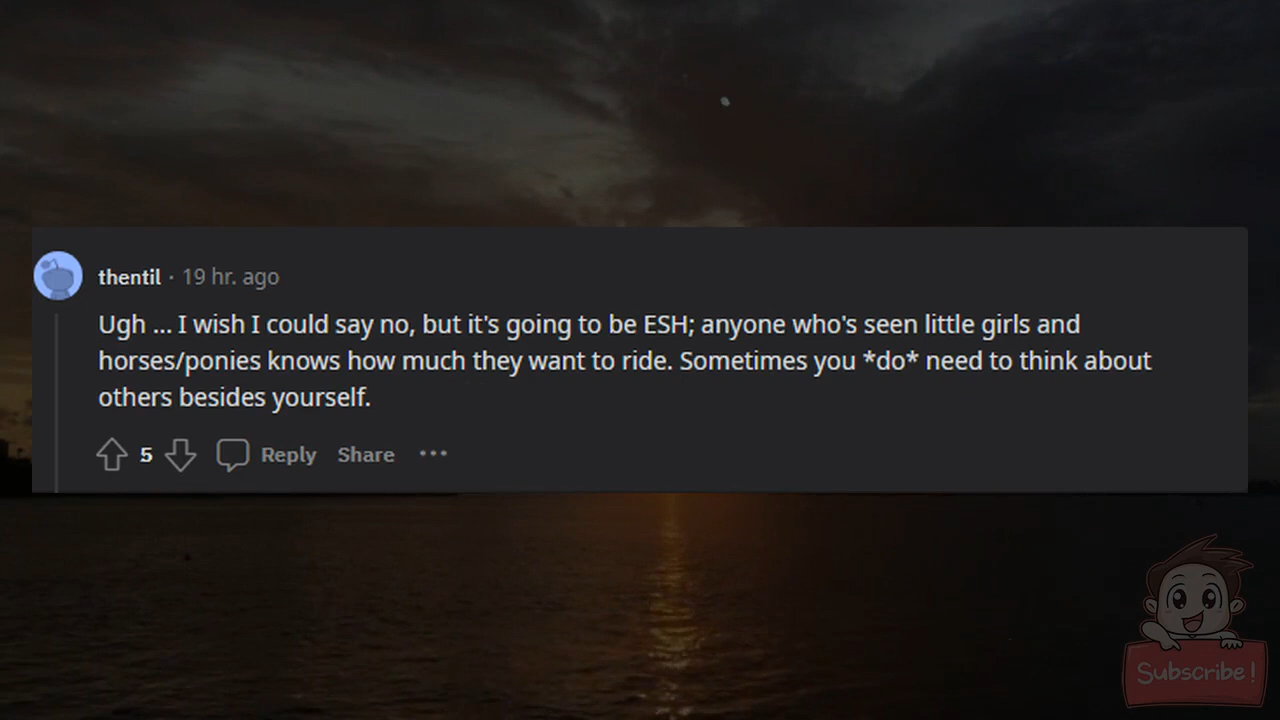 thentil · 19 hr. ago
Ugh ... I wish I could say no, but it's going to be ESH; anyone who's seen little girls and
horses/ponies knows how much they want to ride. Sometimes you *do* need to think about
others besides yourself.
5 Reply Share ···
Subscribe!